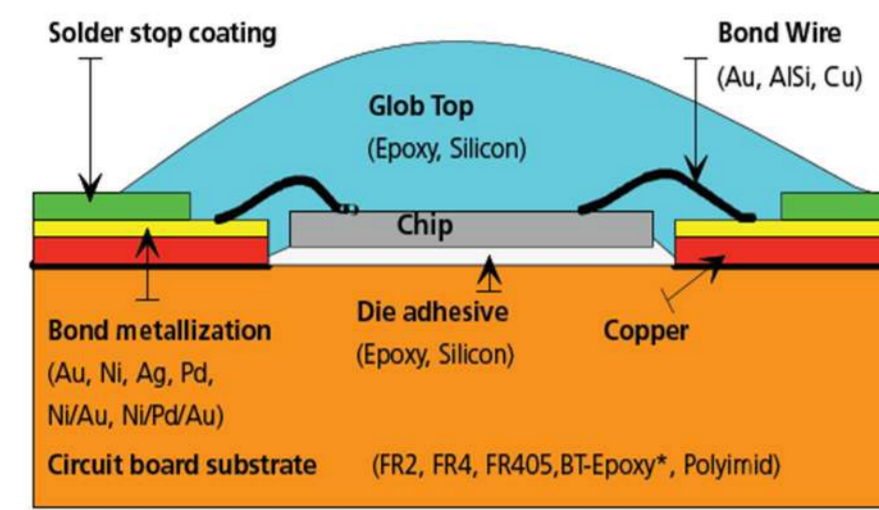 Solder stop coating
Bond Wire
(Au, AlSi, Cu)
Glob Top
(Epoxy, Silicon)
Chip
Die adhesive
(Epoxy, Silicon)
Copper
Bond metallization
(Au, Ni, Ag, Pd,
Ni/Au, Ni/Pd/Au)
Circuit board substrate (FR2, FR4, FR405,BT-Epoxy*, Polyimid)